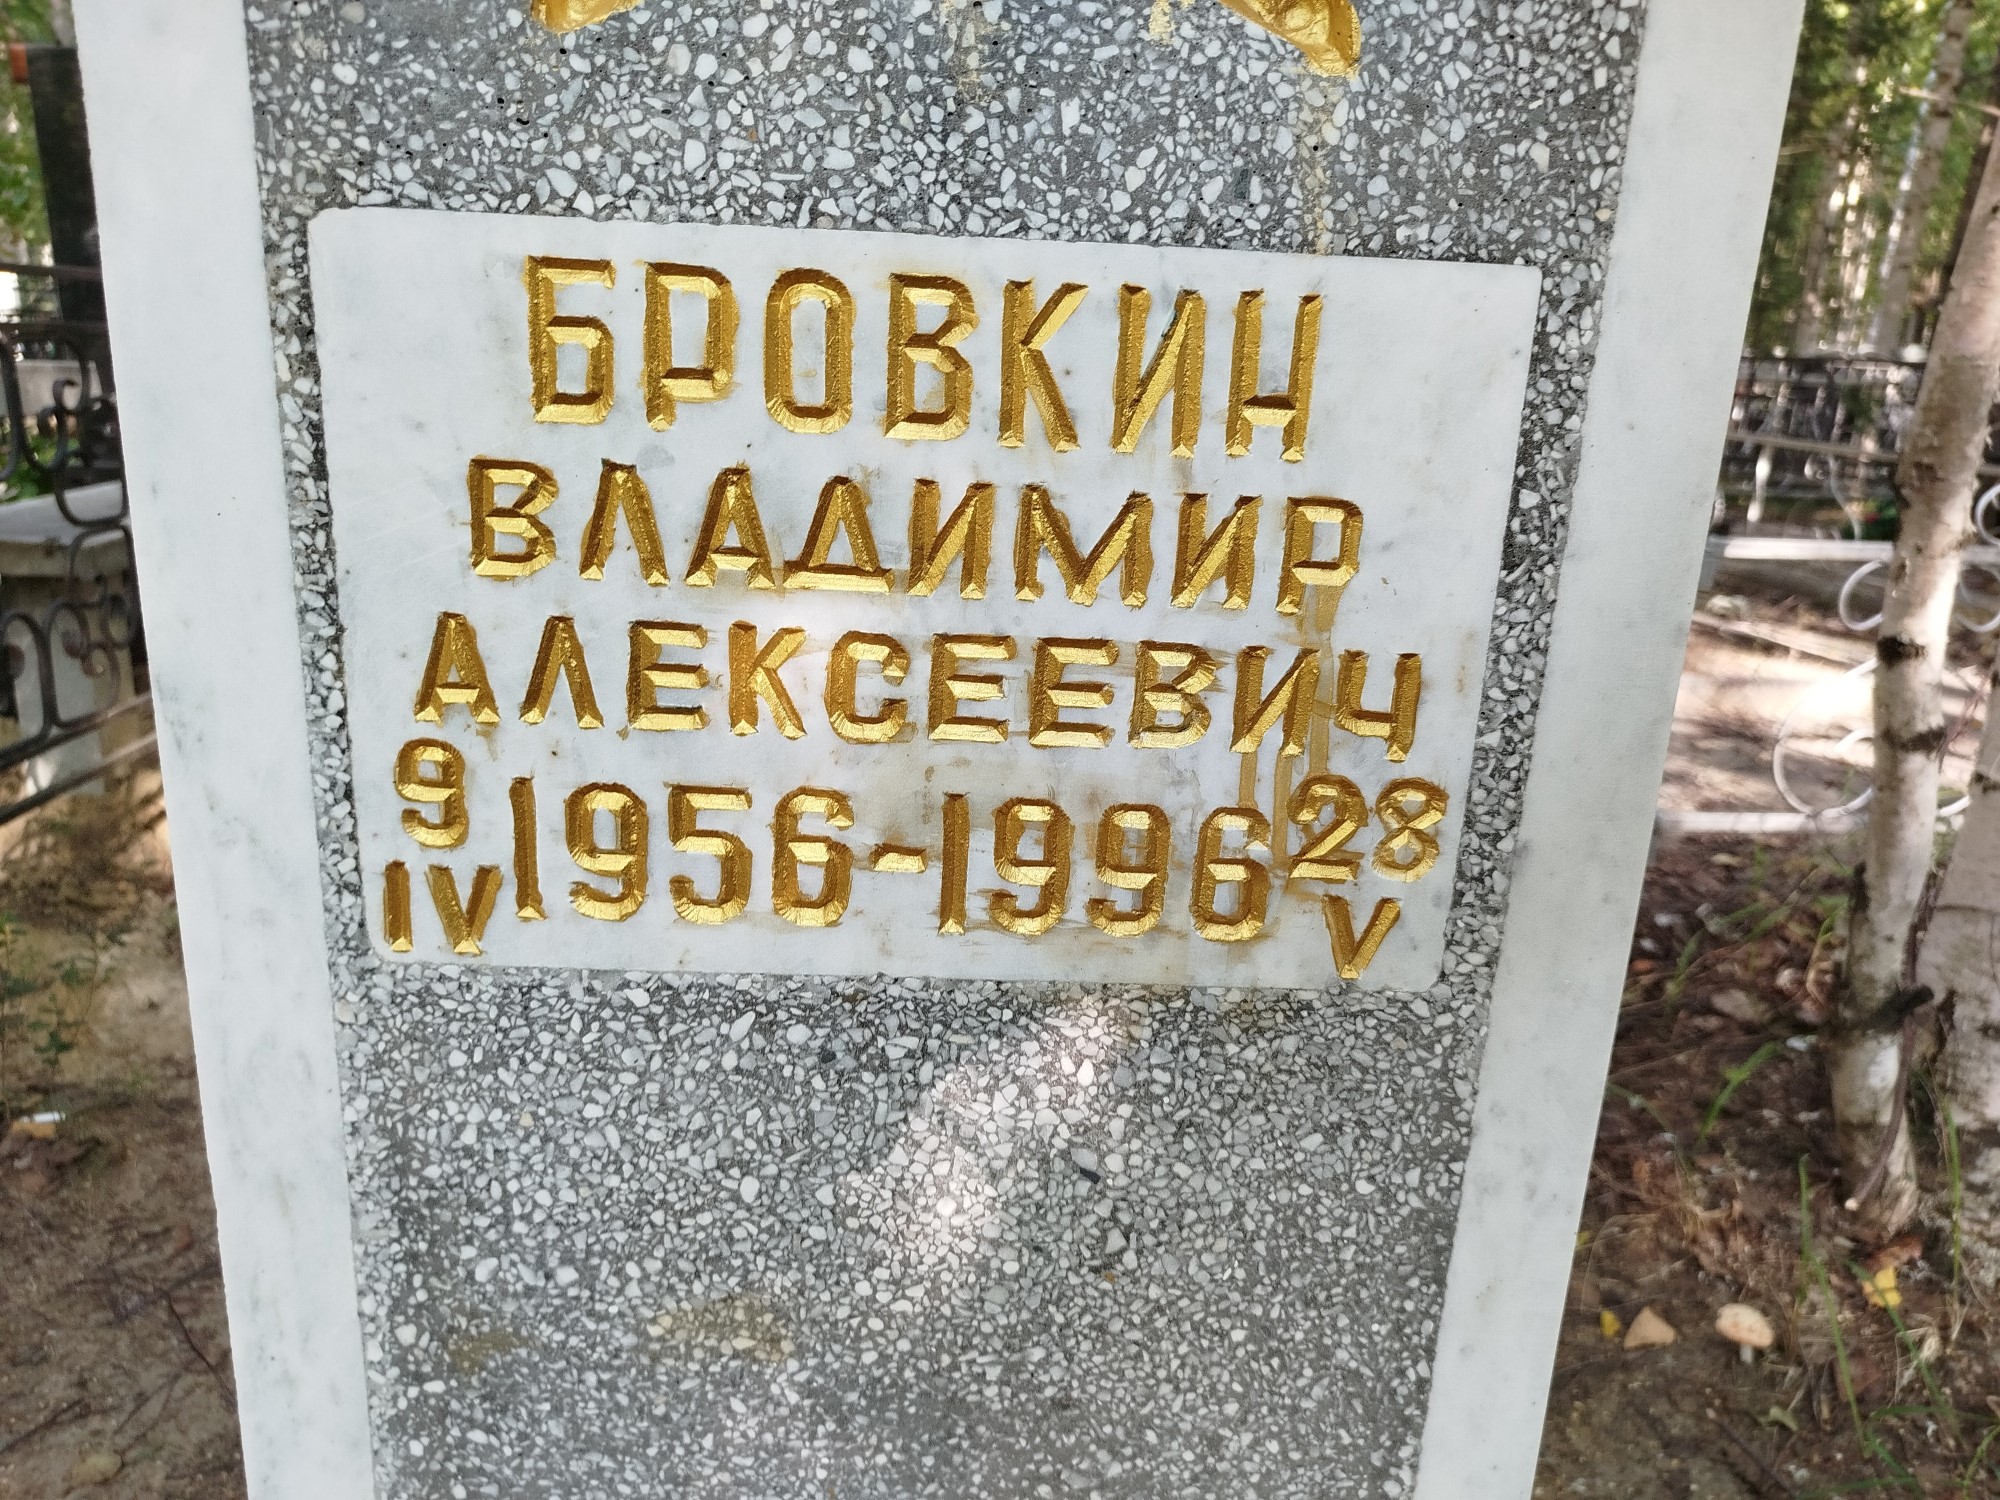 БРОВКИН
ВЛАДИМИР
АЛЕКСЕЕВИЧ
9 IV 1956-1996 28 V